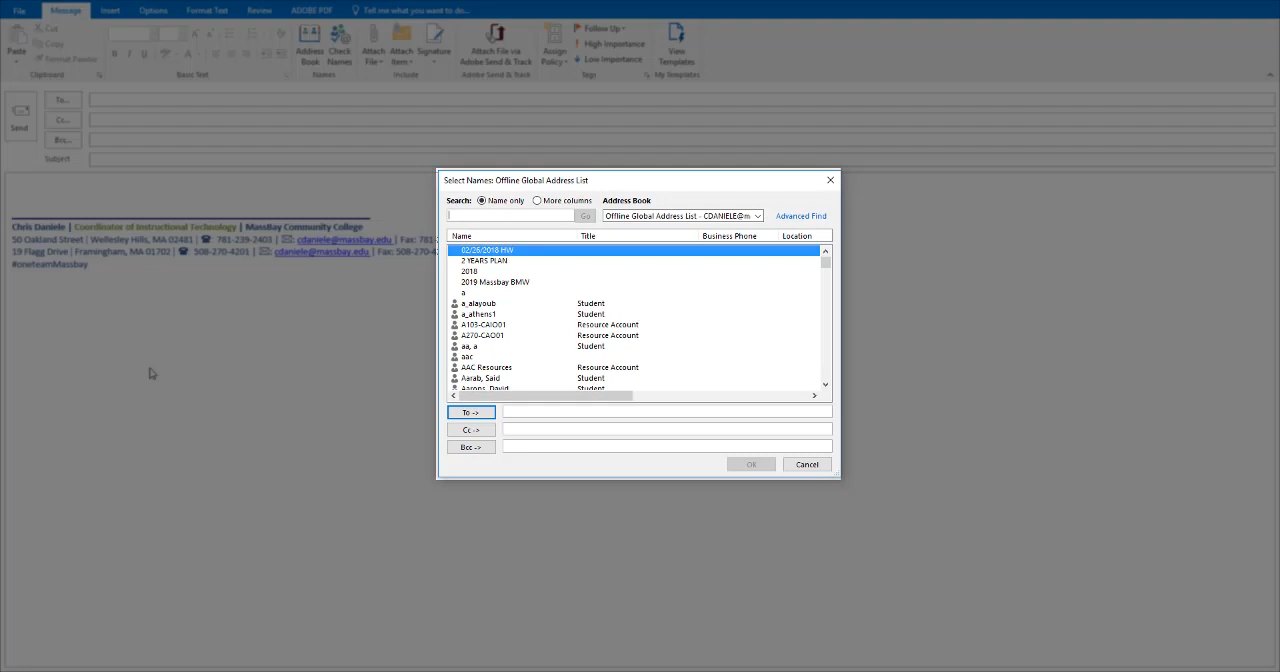 File Message Insert Options Format Text Review ADOBE PDF Tell me what you want to do...
Paste
Cut
Copy
Format Painter
Clipboard
B I U
Basic Text
Address Book
Check Names
Names
Attach File
Attach Item
Signature
Include
Attach File via Adobe Send & Track
Adobe Send & Track
Assign Policy
Follow Up
High Importance
Low Importance
Tags
View Templates
My Templates
Send
To...
Cc...
Bcc...
Subject
Chris Daniele | Coordinator of Instructional Technology | MassBay Community College
50 Oakland Street | Wellesley Hills, MA 02481 | ☎ 781-239-2403 | ✉: cdaniele@massbay.edu | Fax: 781-2
19 Flagg Drive | Framingham, MA 01702 | ☎ 508-270-4201 | ✉: cdaniele@massbay.edu | Fax: 508-270-4
#oneteamMassbay
Select Names: Offline Global Address List
Search: Name only More columns Address Book
Go Offline Global Address List - CDANIELE@m Advanced Find
Name Title Business Phone Location
02/26/2018 HW
2 YEARS PLAN
2018
2019 Massbay BMW
a
a_alayoub Student
a_athens1 Student
A103-CAIO01 Resource Account
A270-CAO01 Resource Account
aa, a Student
aac
AAC Resources Resource Account
Aarab, Said Student
Aarons, David Student
To ->
Cc ->
Bcc ->
OK Cancel